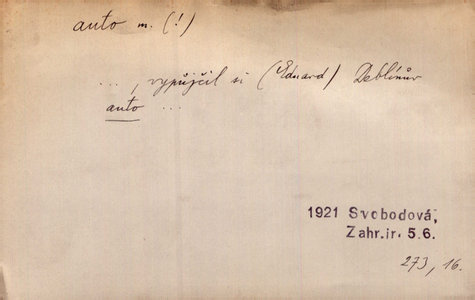 auto m. (!)
... , vypůjčil si (Eduard) Deblónův
auto ...
1921 Svobodová,
Zahr.ir. 5.6.
273, 16.